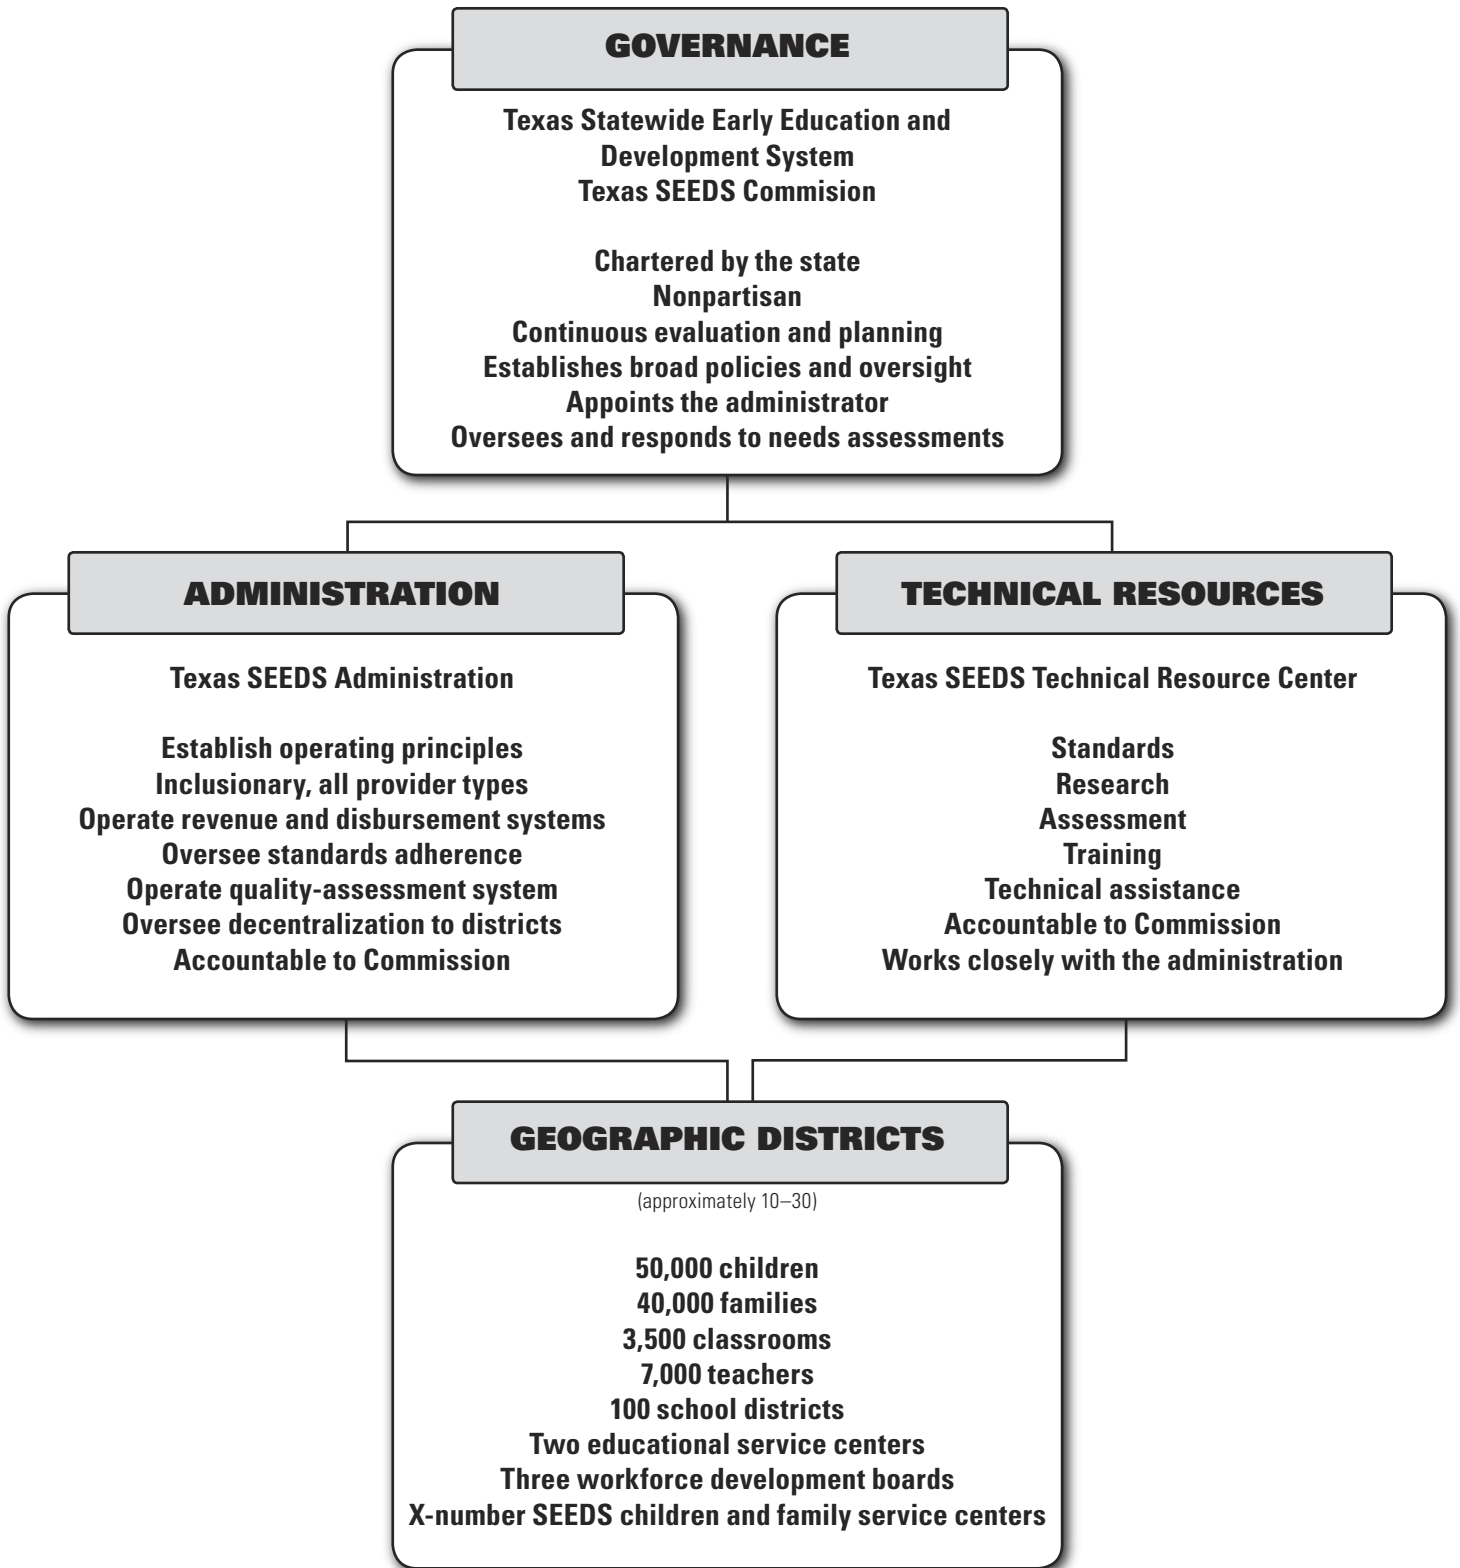 GOVERNANCE
Texas Statewide Early Education and
Development System
Texas SEEDS Commision
Chartered by the state
Nonpartisan
Continuous evaluation and planning
Establishes broad policies and oversight
Appoints the administrator
Oversees and responds to needs assessments
ADMINISTRATION
Texas SEEDS Administration
Establish operating principles
Inclusionary, all provider types
Operate revenue and disbursement systems
Oversee standards adherence
Operate quality-assessment system
Oversee decentralization to districts
Accountable to Commission
TECHNICAL RESOURCES
Texas SEEDS Technical Resource Center
Standards
Research
Assessment
Training
Technical assistance
Accountable to Commission
Works closely with the administration
GEOGRAPHIC DISTRICTS
(approximately 10–30)
50,000 children
40,000 families
3,500 classrooms
7,000 teachers
100 school districts
Two educational service centers
Three workforce development boards
X-number SEEDS children and family service centers